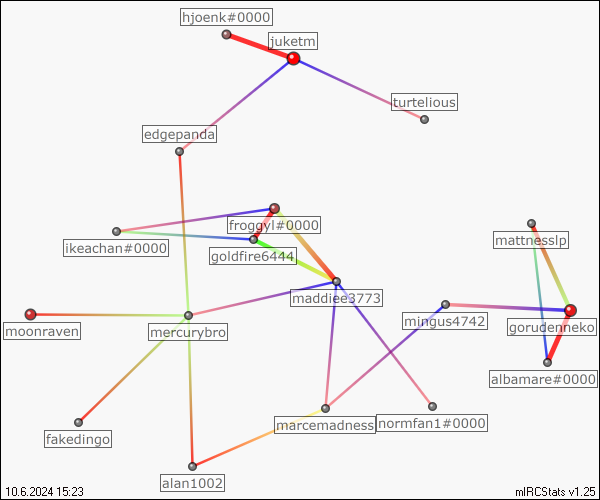 hjoenk#0000
juketm
turtelious
edgepanda
froggyl#0000
ikeachan#0000
goldfire6444
mattnesslp
maddiee3773
mingus4742
gorudenneko
moonraven
mercurybro
albamare#0000
marcemadness
normfan1#0000
fakedingo
alan1002
10.6.2024 15:23
mIRCStats v1.25